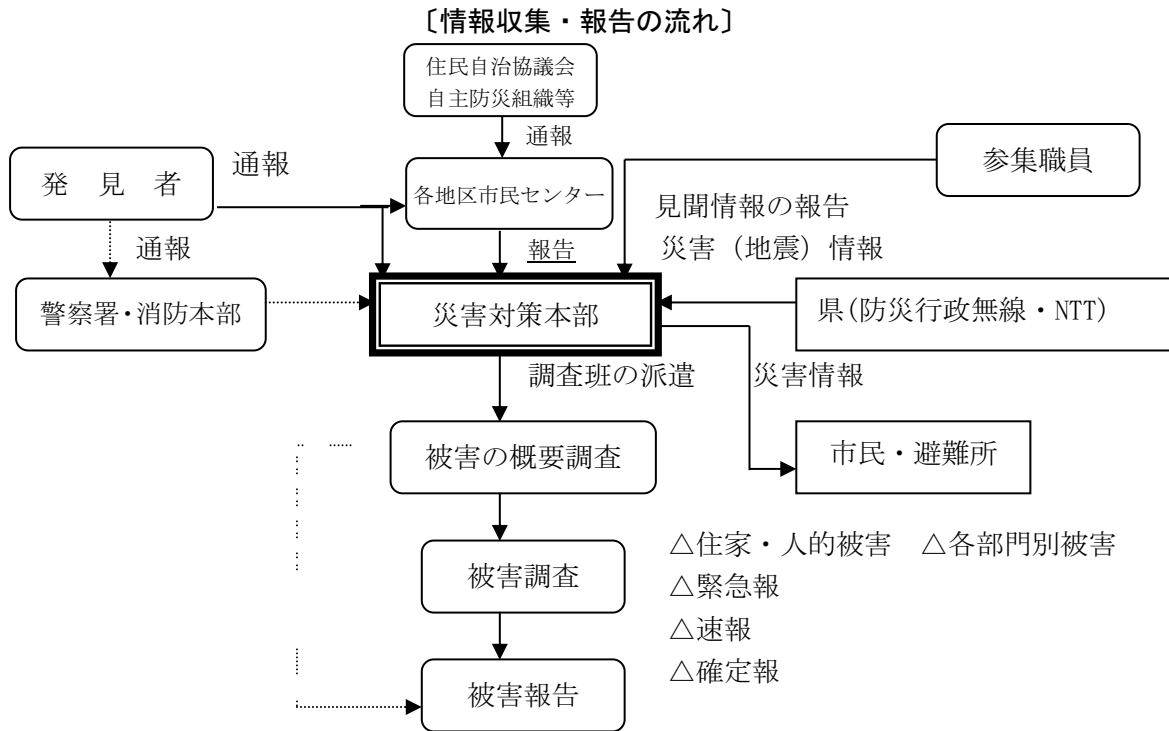 〔情報収集・報告の流れ〕
住民自治協議会
自主防災組織等
通報
発　見　者
通報
各地区市民センター
参集職員
見聞情報の報告
通報
報告
災害（地震）情報
警察署・消防本部
災害対策本部
県(防災行政無線・NTT)
調査班の派遣
災害情報
被害の概要調査
市民・避難所
△住家・人的被害　△各部門別被害
被害調査
△緊急報
△速報
△確定報
被害報告